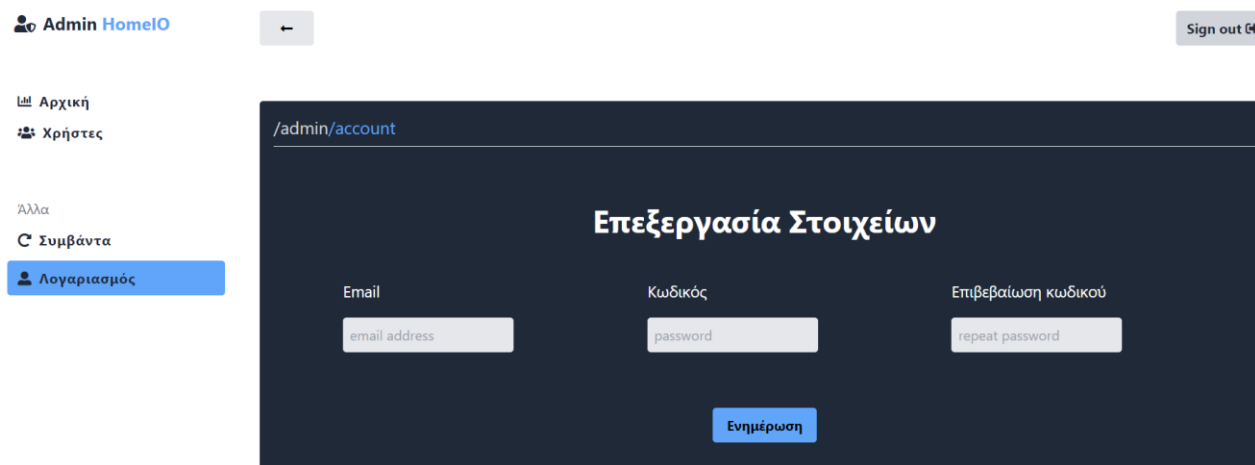 Admin HomeIO
←
Sign out
Αρχική
Χρήστες
Άλλα
Συμβάντα
Λογαριασμός
/admin/account
Επεξεργασία Στοιχείων
Email
Κωδικός
Επιβεβαίωση κωδικού
email address
password
repeat password
Ενημέρωση